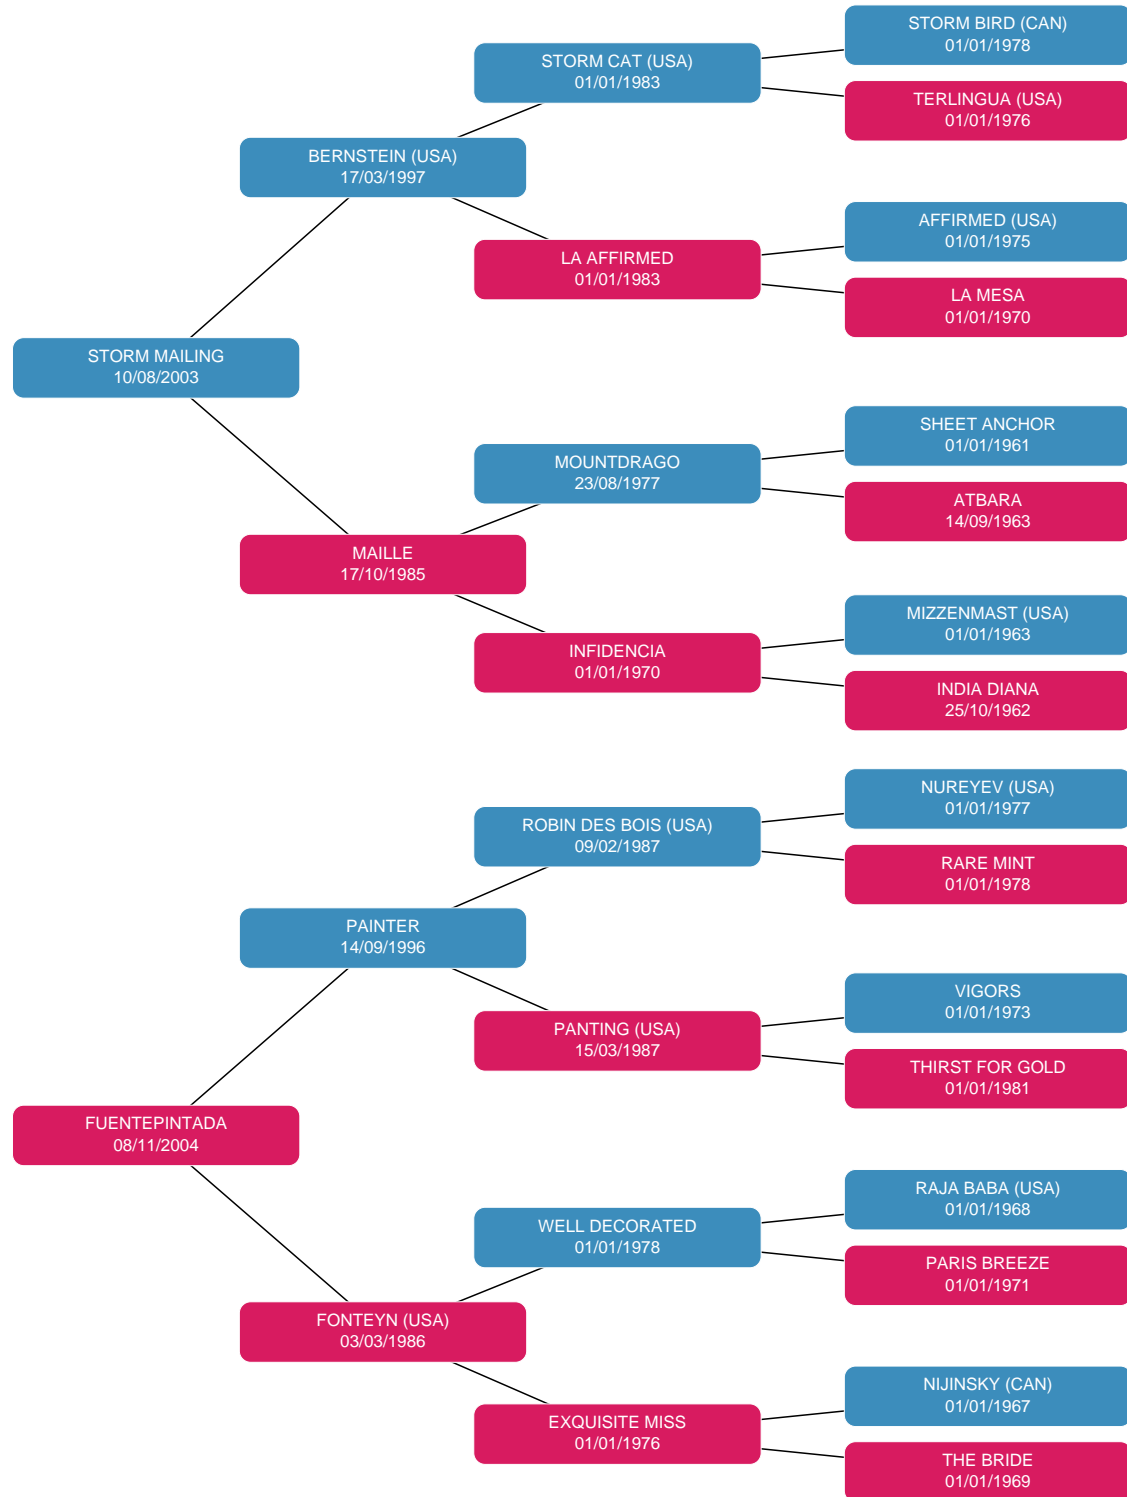 STORM BIRD (CAN)
01/01/1978
STORM CAT (USA)
01/01/1983
TERLINGUA (USA)
01/01/1976
BERNSTEIN (USA)
17/03/1997
AFFIRMED (USA)
01/01/1975
LA AFFIRMED
01/01/1983
LA MESA
01/01/1970
STORM MAILING
10/08/2003
SHEET ANCHOR
01/01/1961
MOUNTDRAGO
23/08/1977
ATBARA
14/09/1963
MAILLE
17/10/1985
MIZZENMAST (USA)
01/01/1963
INFIDENCIA
01/01/1970
INDIA DIANA
25/10/1962
NUREYEV (USA)
01/01/1977
ROBIN DES BOIS (USA)
09/02/1987
RARE MINT
01/01/1978
PAINTER
14/09/1996
VIGORS
01/01/1973
PANTING (USA)
15/03/1987
THIRST FOR GOLD
01/01/1981
FUENTEPINTADA
08/11/2004
RAJA BABA (USA)
01/01/1968
WELL DECORATED
01/01/1978
PARIS BREEZE
01/01/1971
FONTEYN (USA)
03/03/1986
NIJINSKY (CAN)
01/01/1967
EXQUISITE MISS
01/01/1976
THE BRIDE
01/01/1969